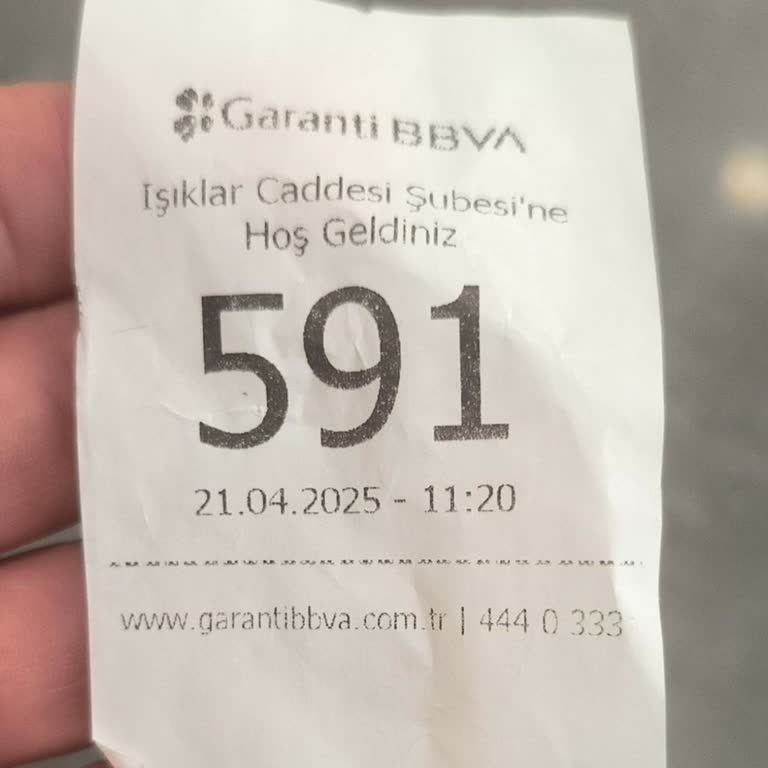 Garanti BBVA
Işıklar Caddesi Şubesi'ne
Hoş Geldiniz
591
21.04.2025 - 11:20
www.garantibbva.com.tr | 444 0 333